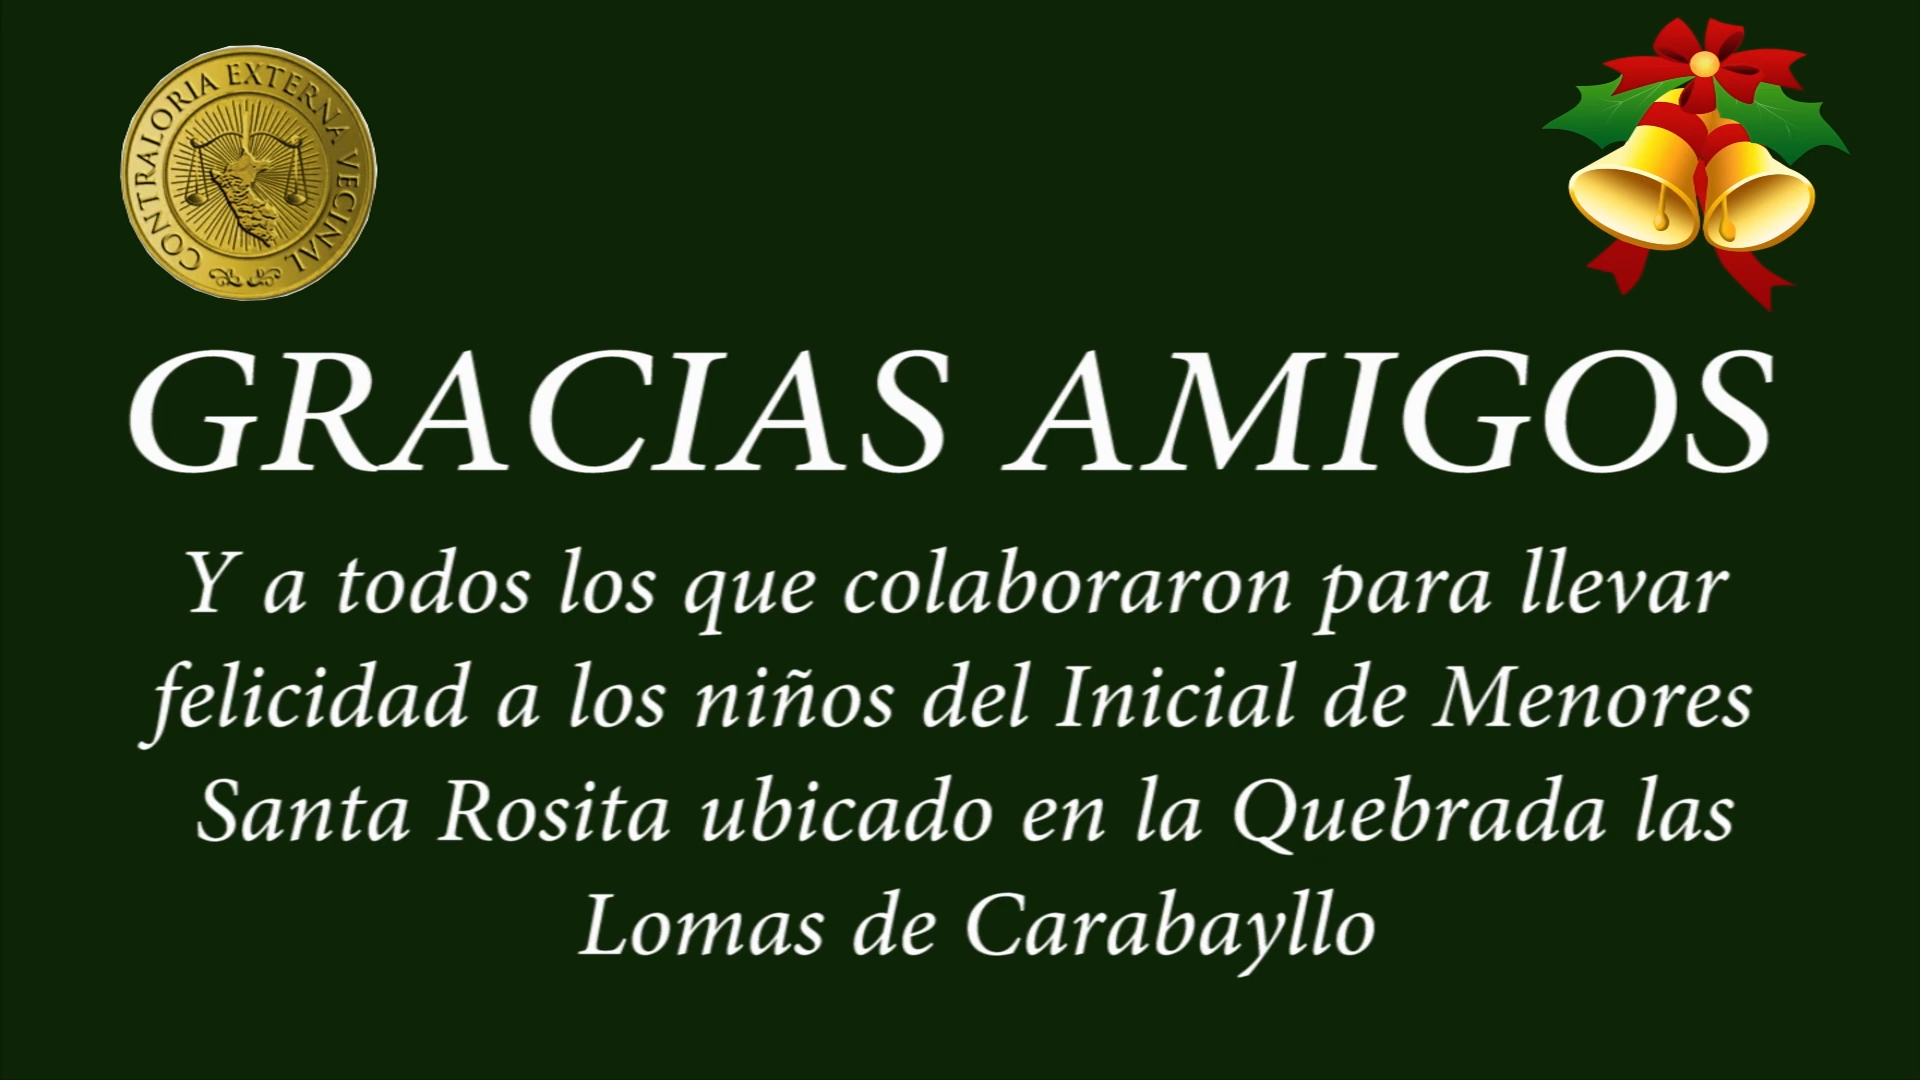 CONTRALORIA EXTERNA VECINAL
GRACIAS AMIGOS
Y a todos los que colaboraron para llevar
felicidad a los niños del Inicial de Menores
Santa Rosita ubicado en la Quebrada las
Lomas de Carabayllo